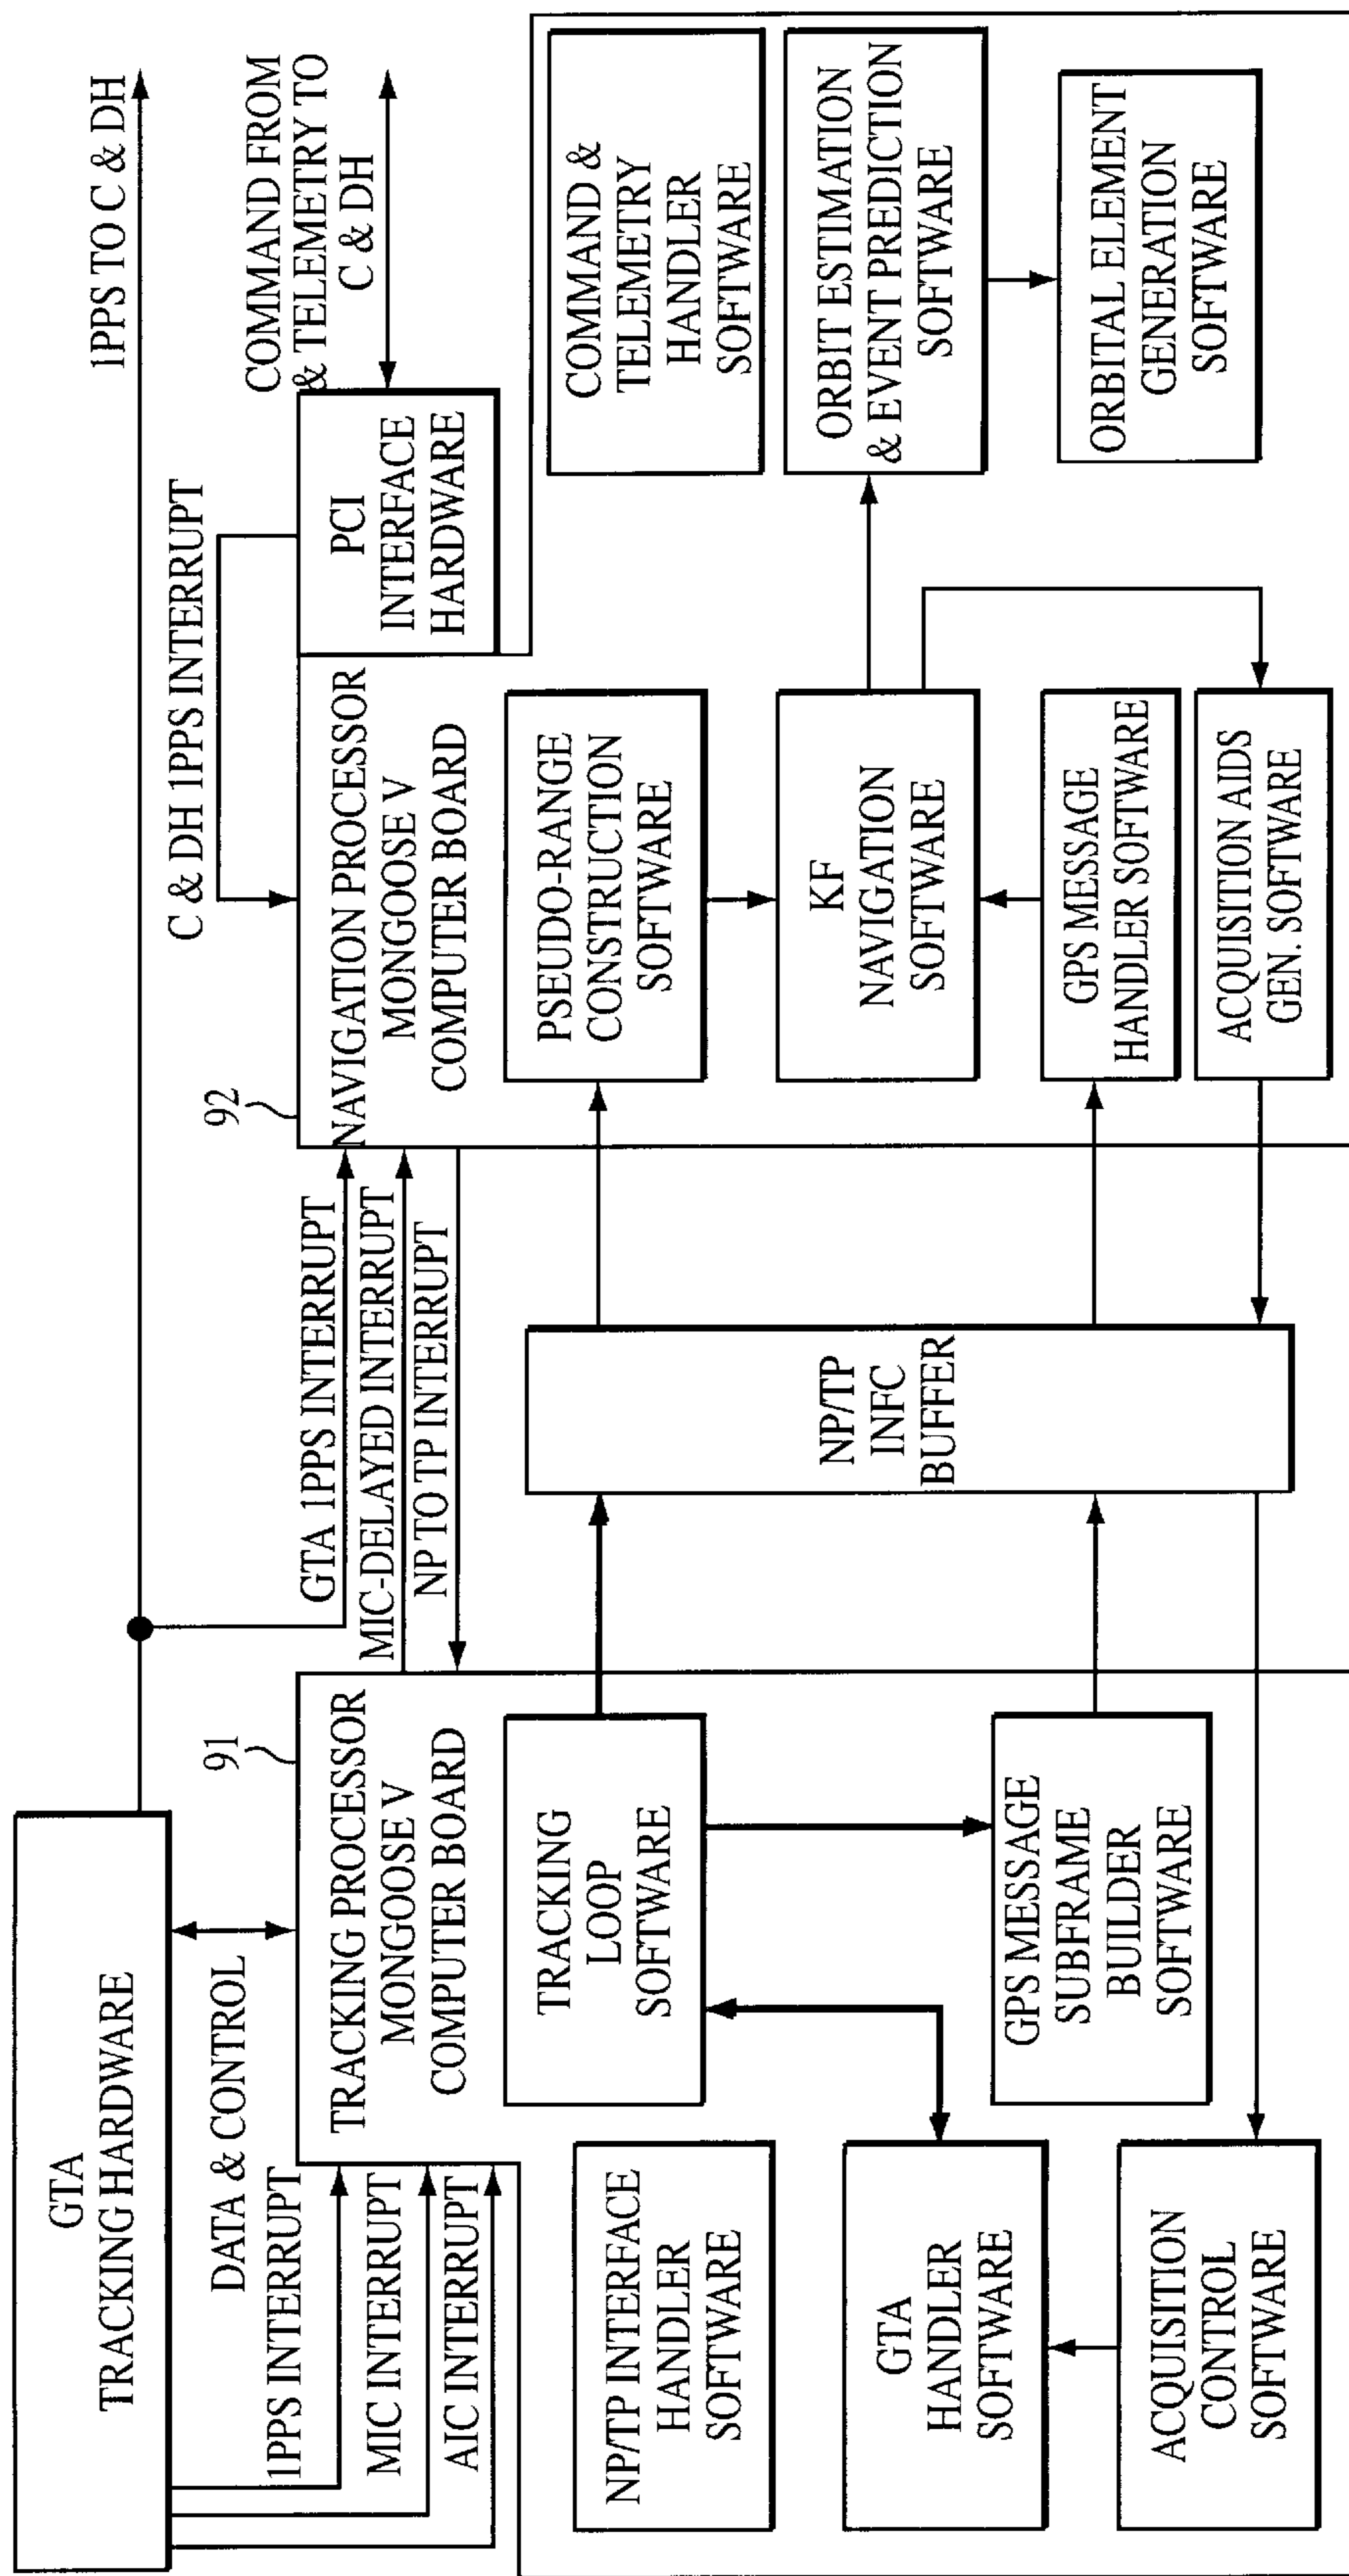 GTA
TRACKING HARDWARE
1PPS TO C & DH
DATA & CONTROL
1PPS INTERRUPT
MIC INTERRUPT
AIC INTERRUPT
91
TRACKING PROCESSOR
MONGOOSE V
COMPUTER BOARD
NP/TP INTERFACE
HANDLER
SOFTWARE
TRACKING
LOOP
SOFTWARE
GTA
HANDLER
SOFTWARE
GPS MESSAGE
SUBFRAME
BUILDER
SOFTWARE
ACQUISITION
CONTROL
SOFTWARE
GTA 1PPS INTERRUPT
MIC-DELAYED INTERRUPT
NP TO TP INTERRUPT
NP/TP
INFC
BUFFER
92
C & DH 1PPS INTERRUPT
NAVIGATION PROCESSOR
MONGOOSE V
COMPUTER BOARD
PCI
INTERFACE
HARDWARE
COMMAND FROM
& TELEMETRY TO
C & DH
PSEUDO-RANGE
CONSTRUCTION
SOFTWARE
KF
NAVIGATION
SOFTWARE
GPS MESSAGE
HANDLER SOFTWARE
ACQUISITION AIDS
GEN. SOFTWARE
COMMAND &
TELEMETRY
HANDLER
SOFTWARE
ORBIT ESTIMATION
& EVENT PREDICTION
SOFTWARE
ORBITAL ELEMENT
GENERATION
SOFTWARE